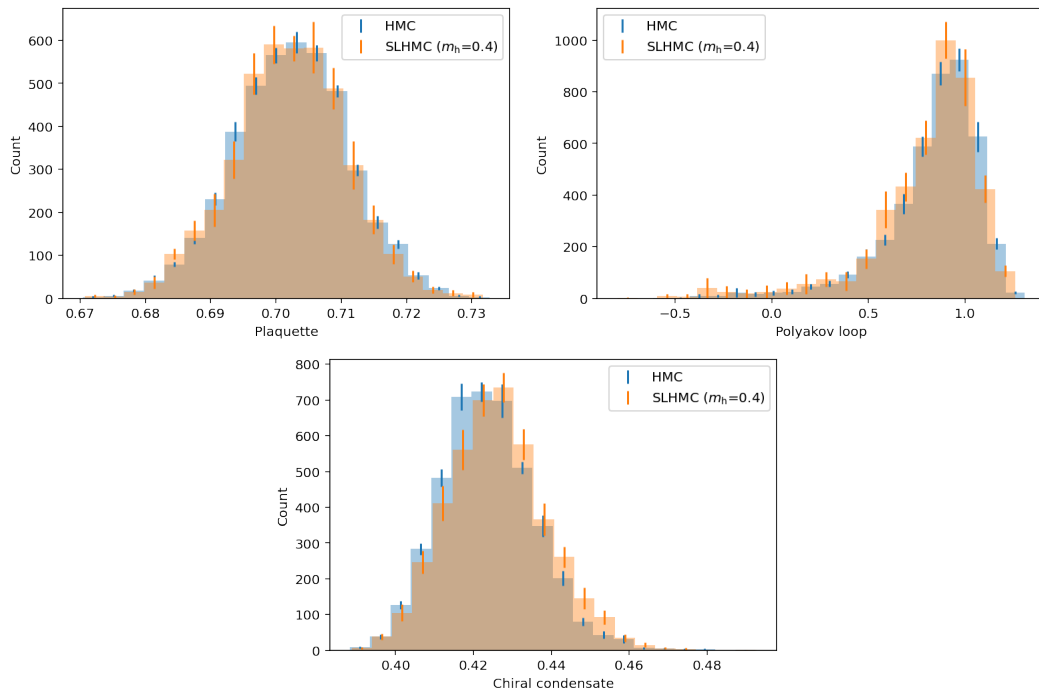 HMC
SLHMC (mh=0.4)
600
500
400
300
200
100
0
Count
0.67 0.68 0.69 0.70 0.71 0.72 0.73
Plaquette
HMC
SLHMC (mh=0.4)
1000
800
600
400
200
0
Count
−0.5 0.0 0.5 1.0
Polyakov loop
HMC
SLHMC (mh=0.4)
800
700
600
500
400
300
200
100
0
Count
0.40 0.42 0.44 0.46 0.48
Chiral condensate